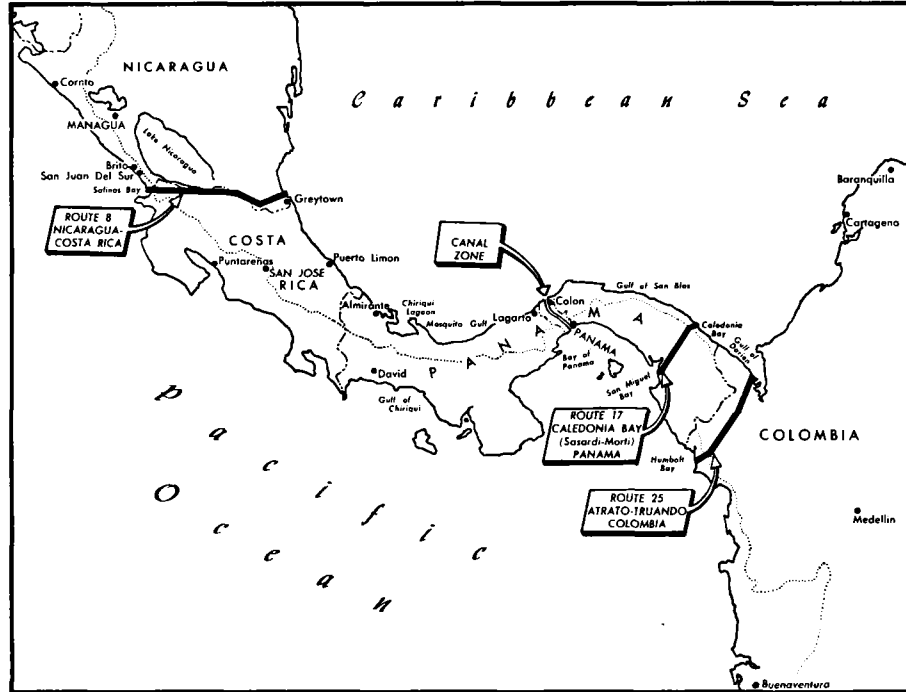 NICARAGUA
Caribbean Sea
Cornto
MANAGUA
Lake Nicaragua
Brito
San Juan Del Sur
Salinas Bay
Greytown
Baranquilla
Cartageno
ROUTE 8
NICARAGUA-
COSTA RICA
COSTA
RICA
Puntareñas
SAN JOSE
Puerto Limon
CANAL
ZONE
Gulf of San Blas
Colon
Almirante
Chiriqui
Lagoon
Mosquito Gulf
Lagarto
PANAMA
PANAMA
Caledonia
Bay
Gulf of
Darien
Bay of
Panama
David
San Miguel
Bay
Gulf of
Chiriqui
ROUTE 17
CALEDONIA BAY
(Sasardi-Morti)
PANAMA
COLOMBIA
Humbolt
Bay
ROUTE 25
ATRATO-TRUANDO
COLOMBIA
Medellin
Pacific
Ocean
Buenaventura